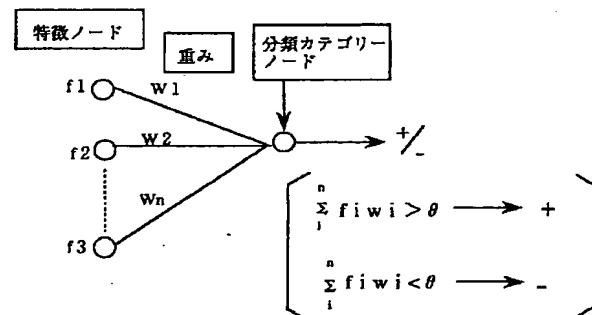 特徴ノード
重み
分類カテゴリー
ノード
f1
W1
f2
W2
Wn
f3
+/-
n
Σ fiwi>θ → +
i
n
Σ fiwi<θ → -
i